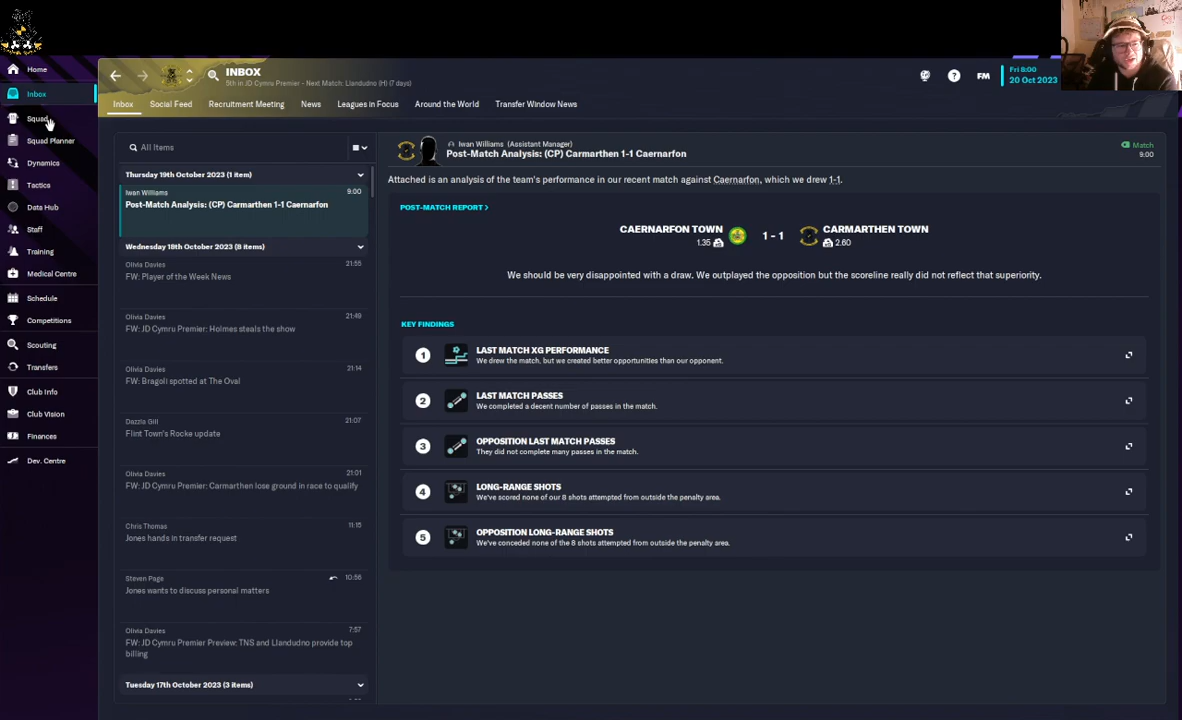 Home
Inbox
Squad
Squad Planner
Dynamics
Tactics
Data Hub
Staff
Training
Medical Centre
Schedule
Competitions
Scouting
Transfers
Club Info
Club Vision
Finances
Dev. Centre
INBOX
5th in JD Cymru Premier - Next Match: Llandudno (H) (7 days)
FM
Fri 8:00
20 Oct 2023
Inbox
Social Feed
Recruitment Meeting
News
Leagues in Focus
Around the World
Transfer Window News
All Items
Thursday 19th October 2023 (1 item)
Iwan Williams 9:00
Post-Match Analysis: (CP) Carmarthen 1-1 Caernarfon
Wednesday 18th October 2023 (8 items)
Olivia Davies 21:55
FW: Player of the Week News
Olivia Davies 21:49
FW: JD Cymru Premier: Holmes steals the show
Olivia Davies 21:14
FW: Bragoli spotted at The Oval
Dazzia Gill 21:07
Flint Town's Rocke update
Olivia Davies 21:01
FW: JD Cymru Premier: Carmarthen lose ground in race to qualify
Chris Thomas 11:15
Jones hands in transfer request
Steven Page 10:56
Jones wants to discuss personal matters
Olivia Davies 7:57
FW: JD Cymru Premier Preview: TNS and Llandudno provide top
billing
Tuesday 17th October 2023 (3 items)
Iwan Williams (Assistant Manager)
Post-Match Analysis: (CP) Carmarthen 1-1 Caernarfon
Match
9:00
Attached is an analysis of the team's performance in our recent match against Caernarfon, which we drew 1-1.
POST-MATCH REPORT >
CAERNARFON TOWN 1 - 1 CARMARTHEN TOWN
1.35 2.60
We should be very disappointed with a draw. We outplayed the opposition but the scoreline really did not reflect that superiority.
KEY FINDINGS
1 LAST MATCH XG PERFORMANCE
We drew the match, but we created better opportunities than our opponent.
2 LAST MATCH PASSES
We completed a decent number of passes in the match.
3 OPPOSITION LAST MATCH PASSES
They did not complete many passes in the match.
4 LONG-RANGE SHOTS
We've scored none of our 8 shots attempted from outside the penalty area.
5 OPPOSITION LONG-RANGE SHOTS
We've conceded none of the 8 shots attempted from outside the penalty area.